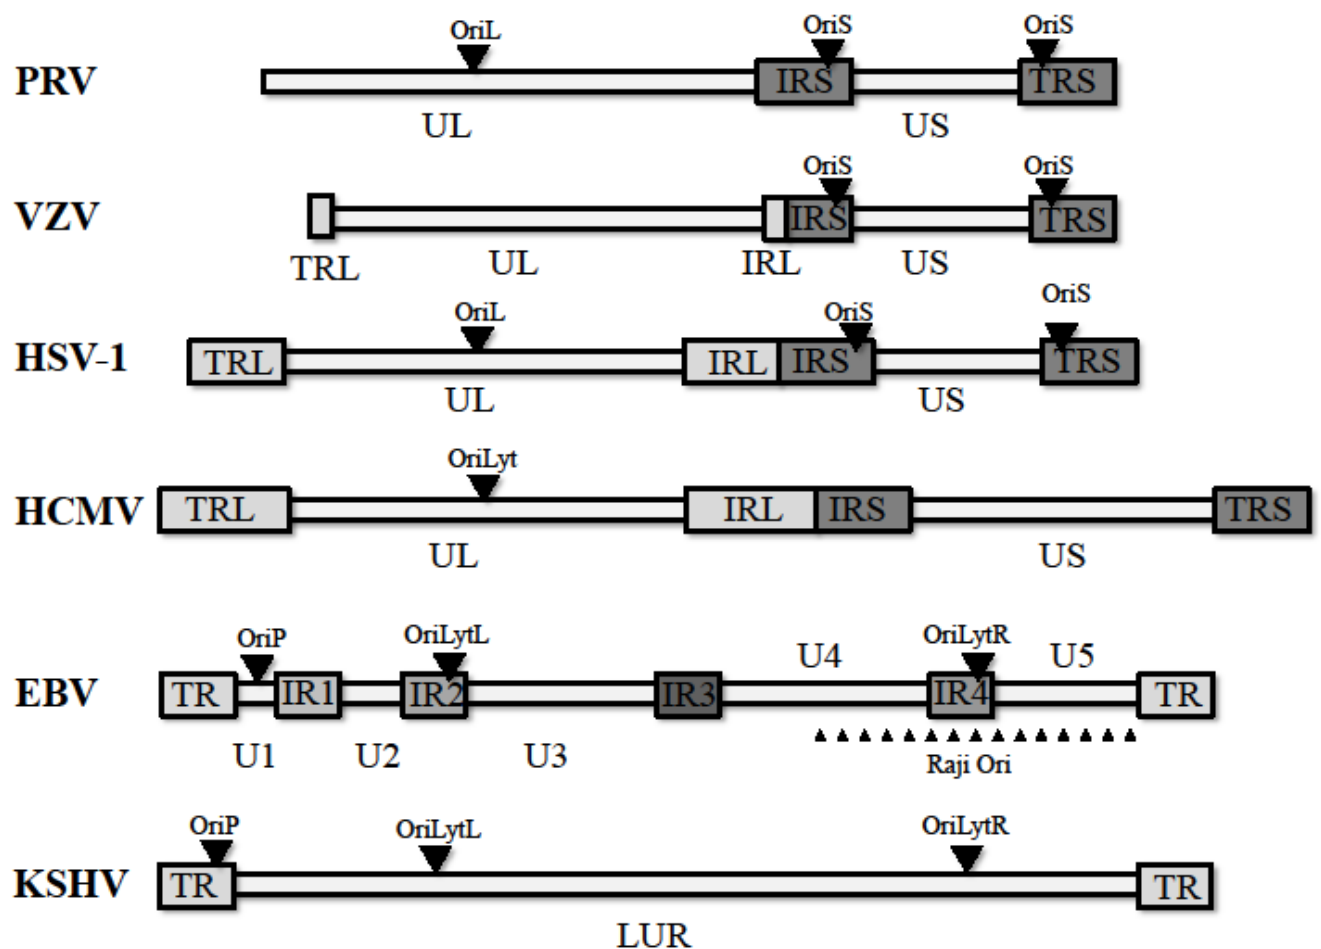 OriL OriS OriS
PRV IRS TRS
UL US
OriS OriS
VZV IRS TRS
TRL UL IRL US
OriL OriS OriS
HSV-1 TRL IRL IRS TRS
UL US
OriLyt
HCMV TRL IRL IRS TRS
UL US
OriP OriLytL U4 OriLytR U5
EBV TR IR1 IR2 IR3 IR4 TR
U1 U2 U3 Raji Ori
OriP OriLytL OriLytR
KSHV TR TR
LUR